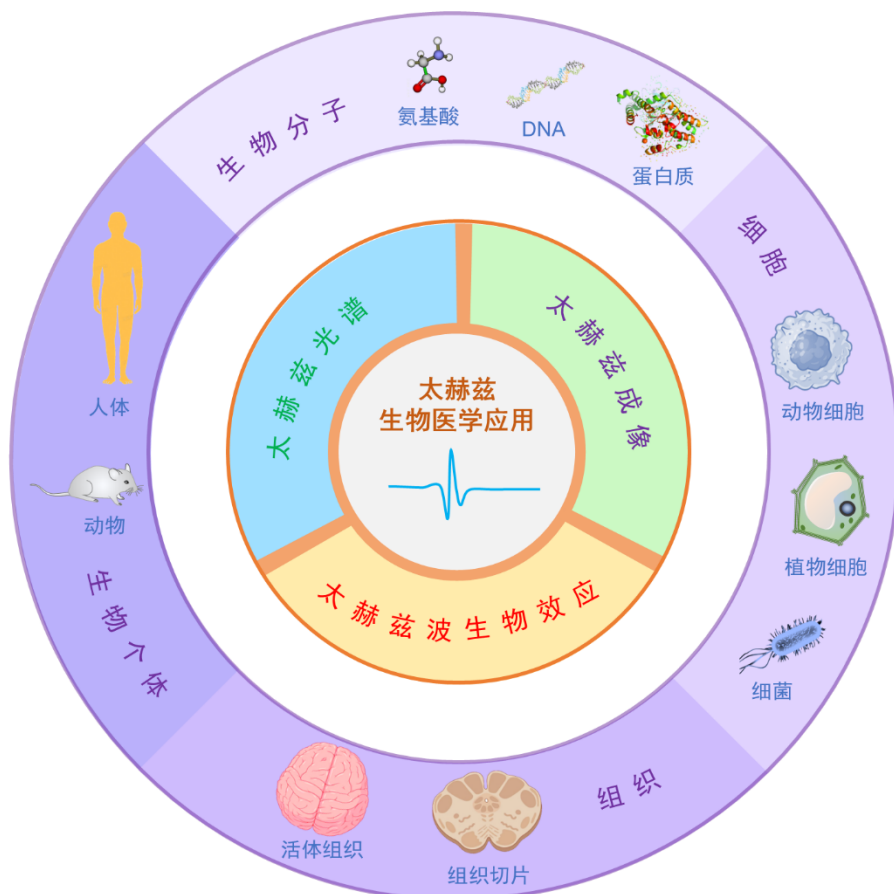 生物分子
氨基酸
DNA
蛋白质
细胞
动物细胞
植物细胞
细菌
组织
组织切片
活体组织
生物个体
动物
人体
太赫兹光谱
太赫兹成像
太赫兹波生物效应
太赫兹
生物医学应用